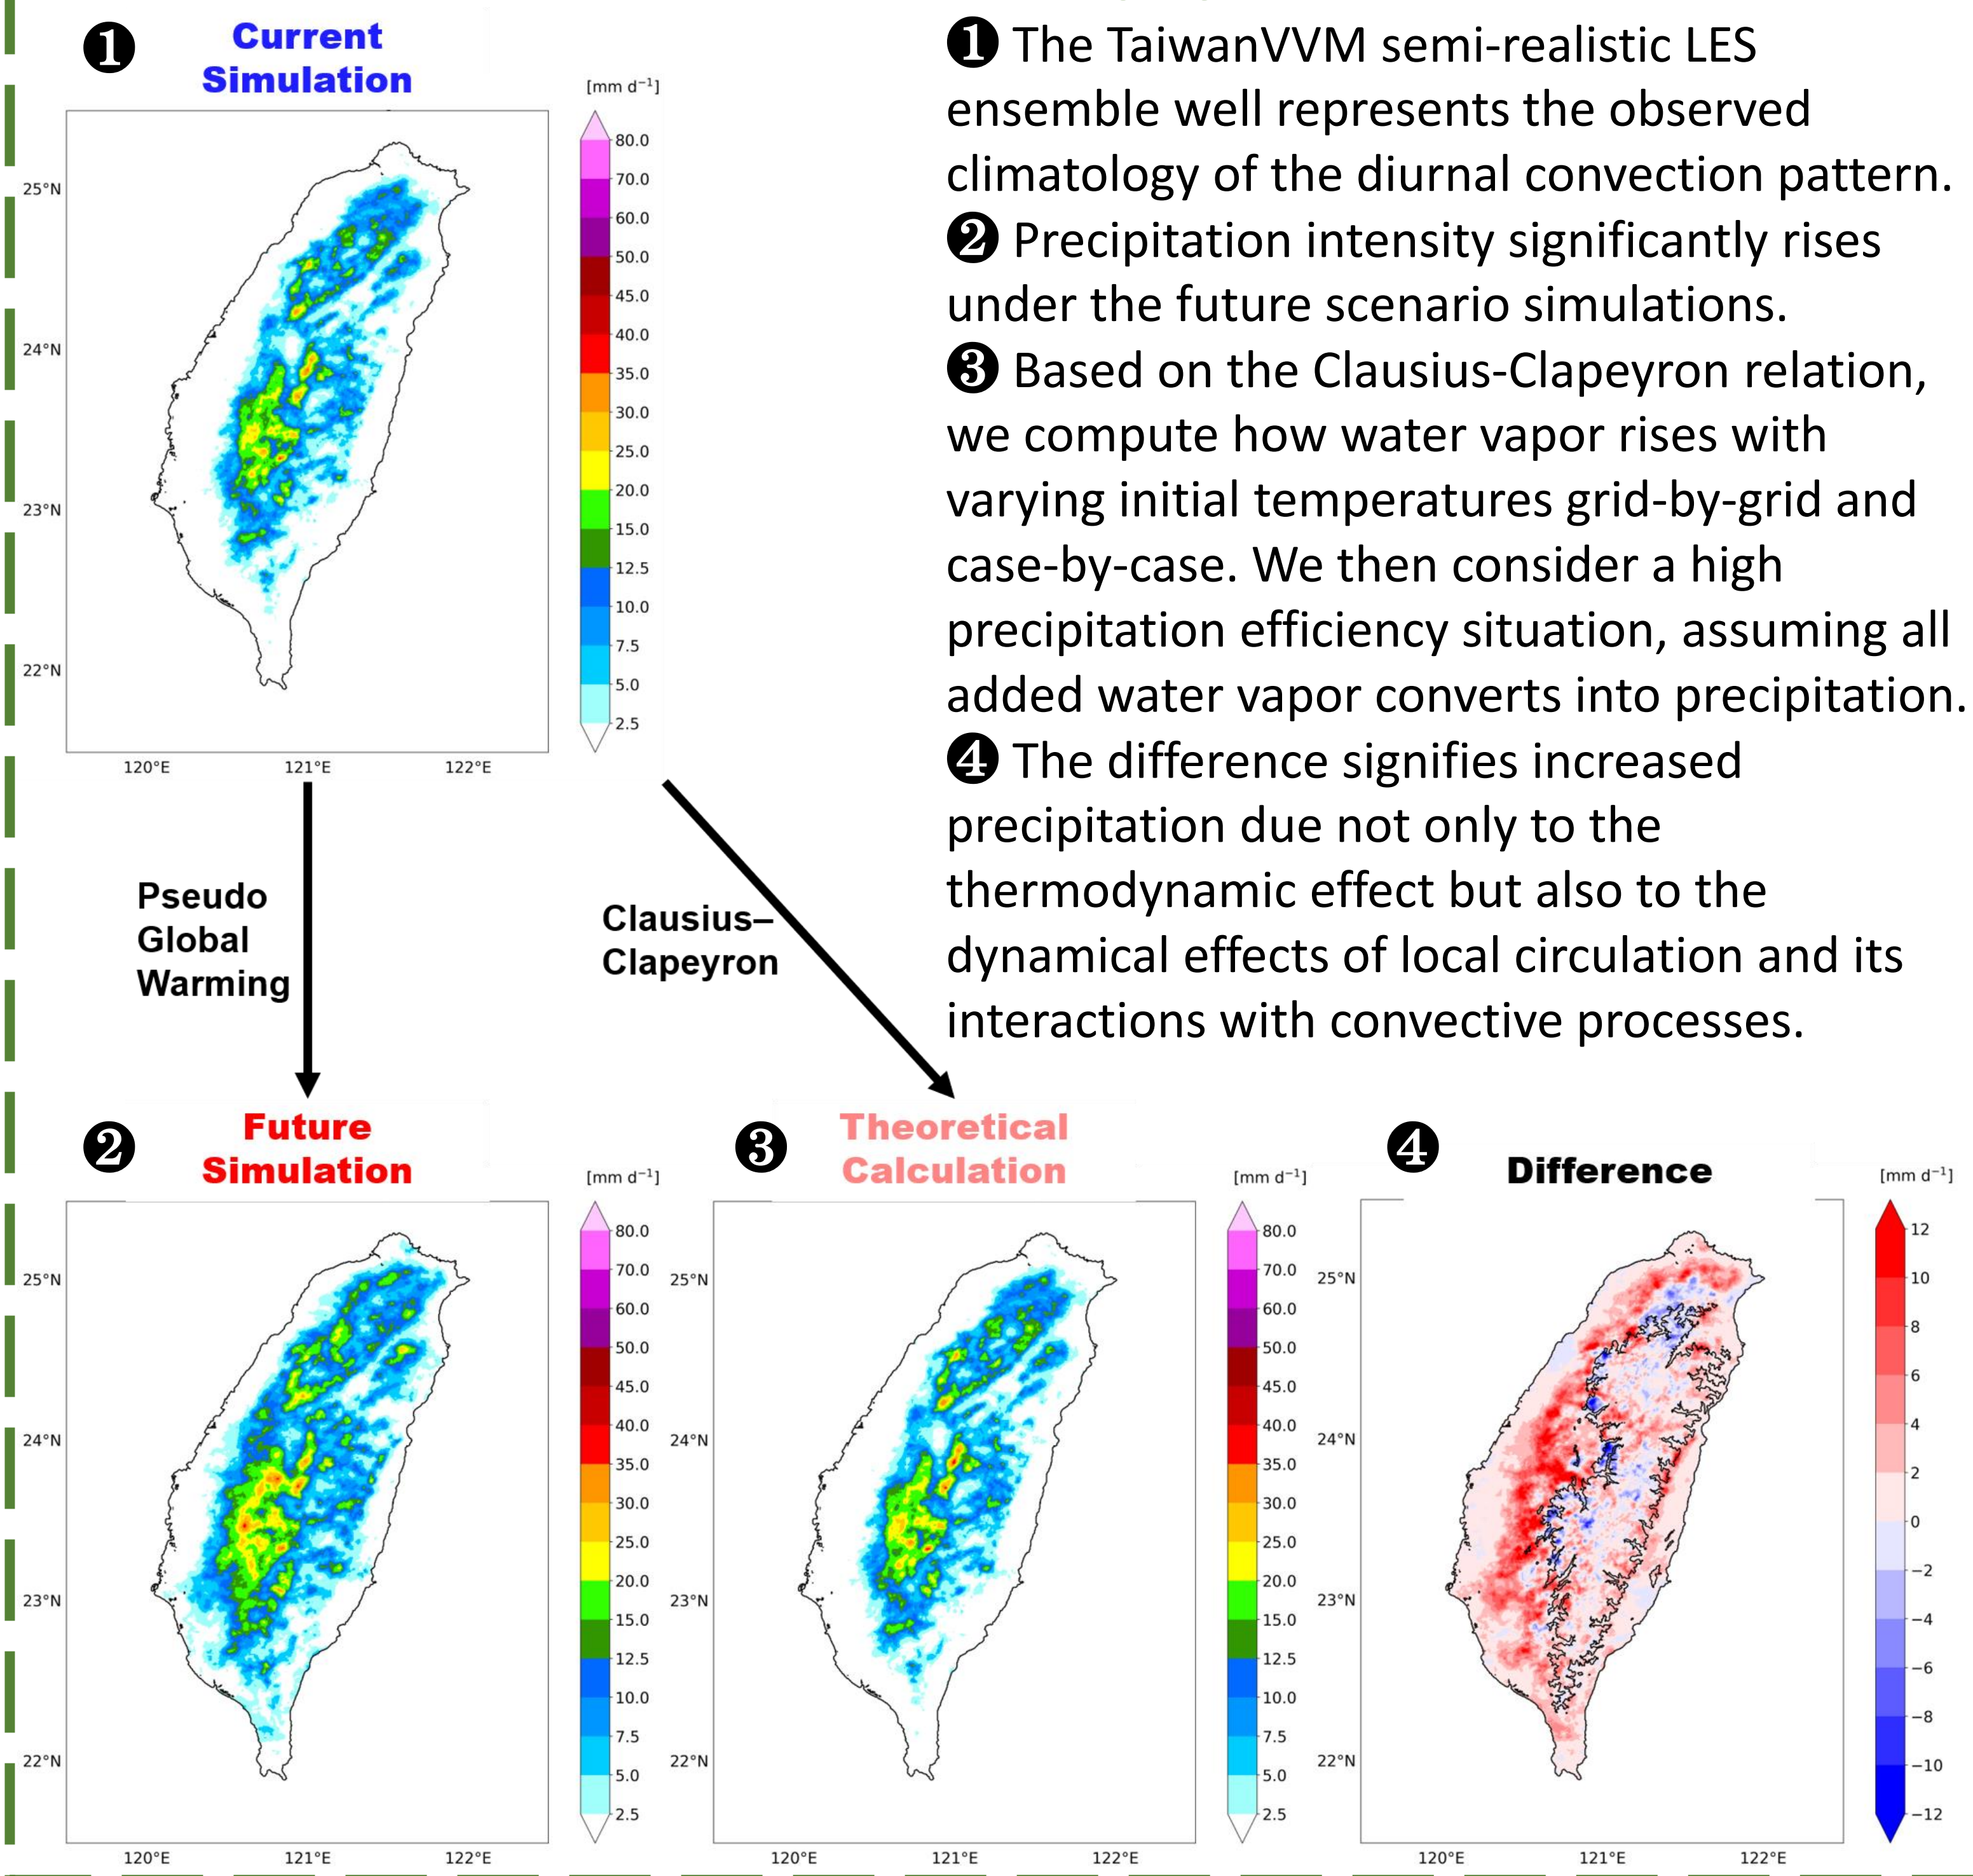 ❶
Current
Simulation
[mm d⁻¹]
80.0
70.0
60.0
50.0
45.0
40.0
35.0
30.0
25.0
20.0
15.0
12.5
10.0
7.5
5.0
2.5
25°N
24°N
23°N
22°N
120°E 121°E 122°E
❶ The TaiwanVVM semi-realistic LES
ensemble well represents the observed
climatology of the diurnal convection pattern.
❷ Precipitation intensity significantly rises
under the future scenario simulations.
❸ Based on the Clausius-Clapeyron relation,
we compute how water vapor rises with
varying initial temperatures grid-by-grid and
case-by-case. We then consider a high
precipitation efficiency situation, assuming all
added water vapor converts into precipitation.
❹ The difference signifies increased
precipitation due not only to the
thermodynamic effect but also to the
dynamical effects of local circulation and its
interactions with convective processes.
Pseudo
Global
Warming
Clausius–
Clapeyron
❷
Future
Simulation
[mm d⁻¹]
80.0
70.0
60.0
50.0
45.0
40.0
35.0
30.0
25.0
20.0
15.0
12.5
10.0
7.5
5.0
2.5
25°N
24°N
23°N
22°N
120°E 121°E 122°E
❸
Theoretical
Calculation
[mm d⁻¹]
80.0
70.0
60.0
50.0
45.0
40.0
35.0
30.0
25.0
20.0
15.0
12.5
10.0
7.5
5.0
2.5
25°N
24°N
23°N
22°N
120°E 121°E 122°E
❹
Difference
[mm d⁻¹]
12
10
8
6
4
2
0
−2
−4
−6
−8
−10
−12
25°N
24°N
23°N
22°N
120°E 121°E 122°E